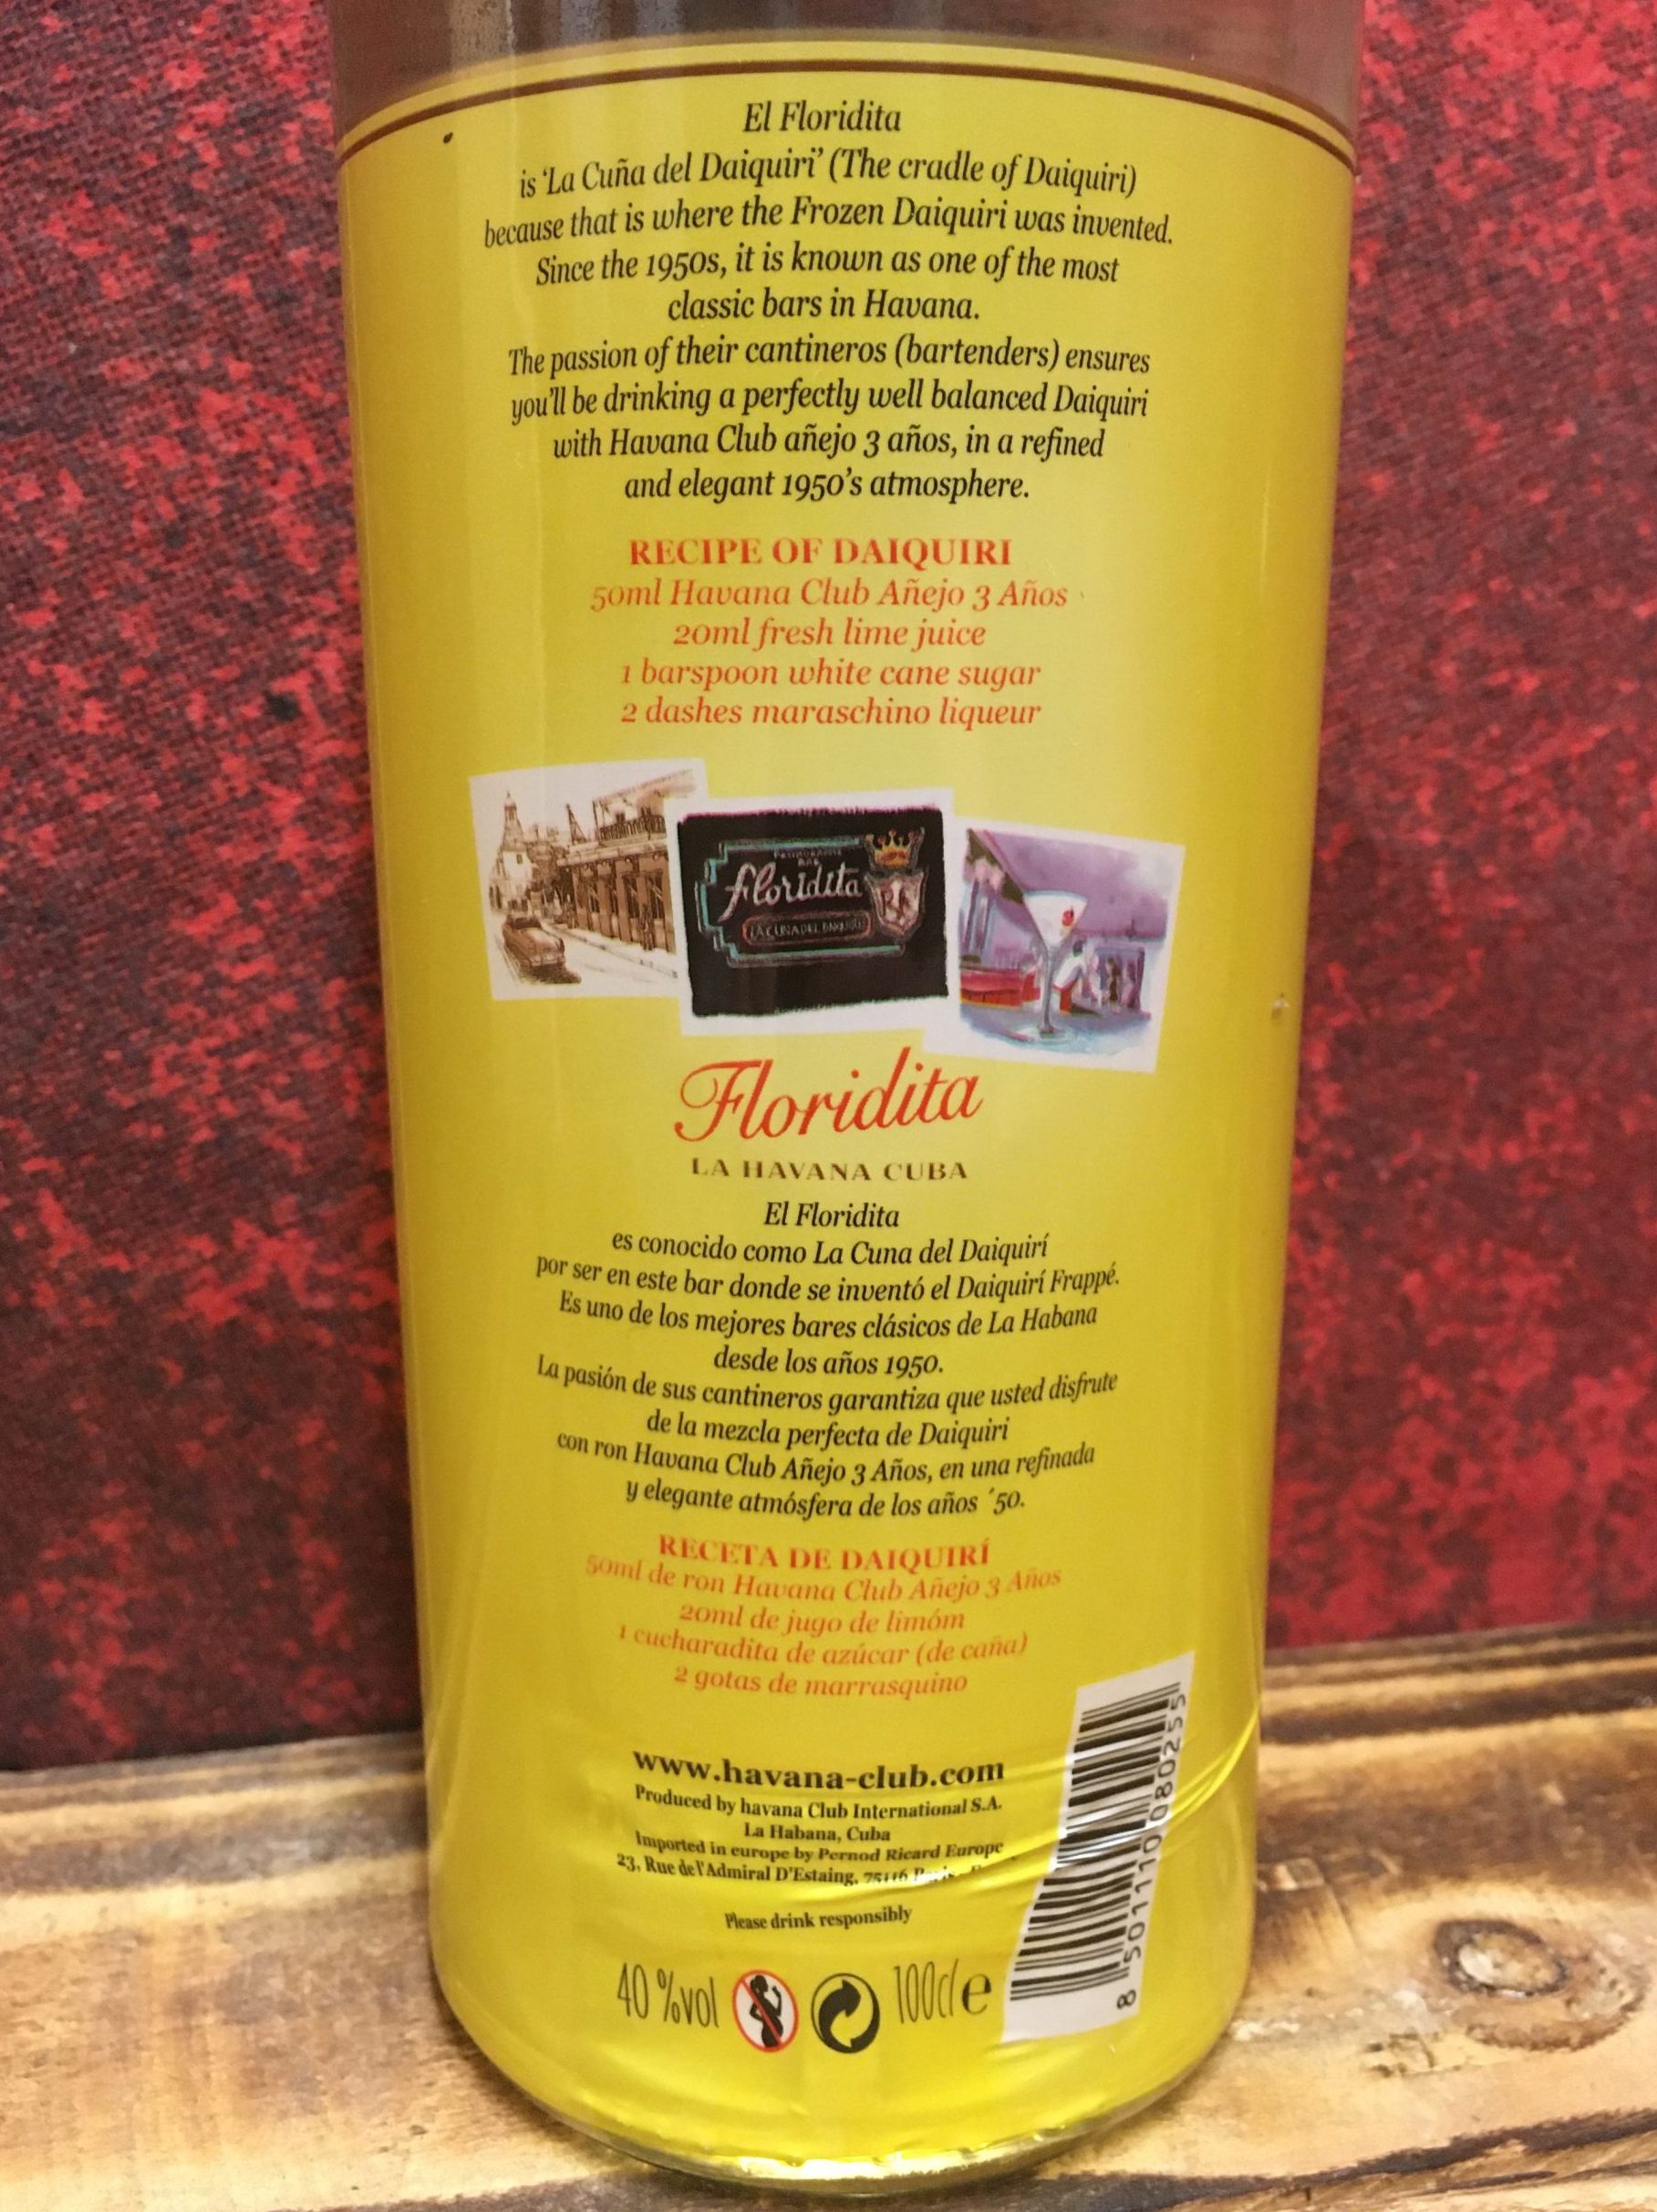 El Floridita
is 'La Cuña del Daiquiri' (The cradle of Daiquiri)
because that is where the Frozen Daiquiri was invented.
Since the 1950s, it is known as one of the most
classic bars in Havana.
The passion of their cantineros (bartenders) ensures
you'll be drinking a perfectly well balanced Daiquiri
with Havana Club añejo 3 años, in a refined
and elegant 1950's atmosphere.
RECIPE OF DAIQUIRI
50ml Havana Club Añejo 3 Años
20ml fresh lime juice
1 barspoon white cane sugar
2 dashes maraschino liqueur
RESTAURANT
BAR
Floridita
LA CUNA DEL DAIQUIRI
Floridita
LA HAVANA CUBA
El Floridita
es conocido como La Cuna del Daiquirí
por ser en este bar donde se inventó el Daiquirí Frappé.
Es uno de los mejores bares clásicos de La Habana
desde los años 1950.
La pasión de sus cantineros garantiza que usted disfrute
de la mezcla perfecta de Daiquiri
con ron Havana Club Añejo 3 Años, en una refinada
y elegante atmósfera de los años ´50.
RECETA DE DAIQUIRÍ
50ml de ron Havana Club Añejo 3 Años
20ml de jugo de limóm
1 cucharadita de azúcar (de caña)
2 gotas de marrasquino
www.havana-club.com
Produced by havana Club International S.A.
La Habana, Cuba
Imported in europe by Pernod Ricard Europe
23, Rue de l'Admiral D'Estaing, 75116 Paris
Please drink responsibly
40 %vol 100cl e
8 501110 080255